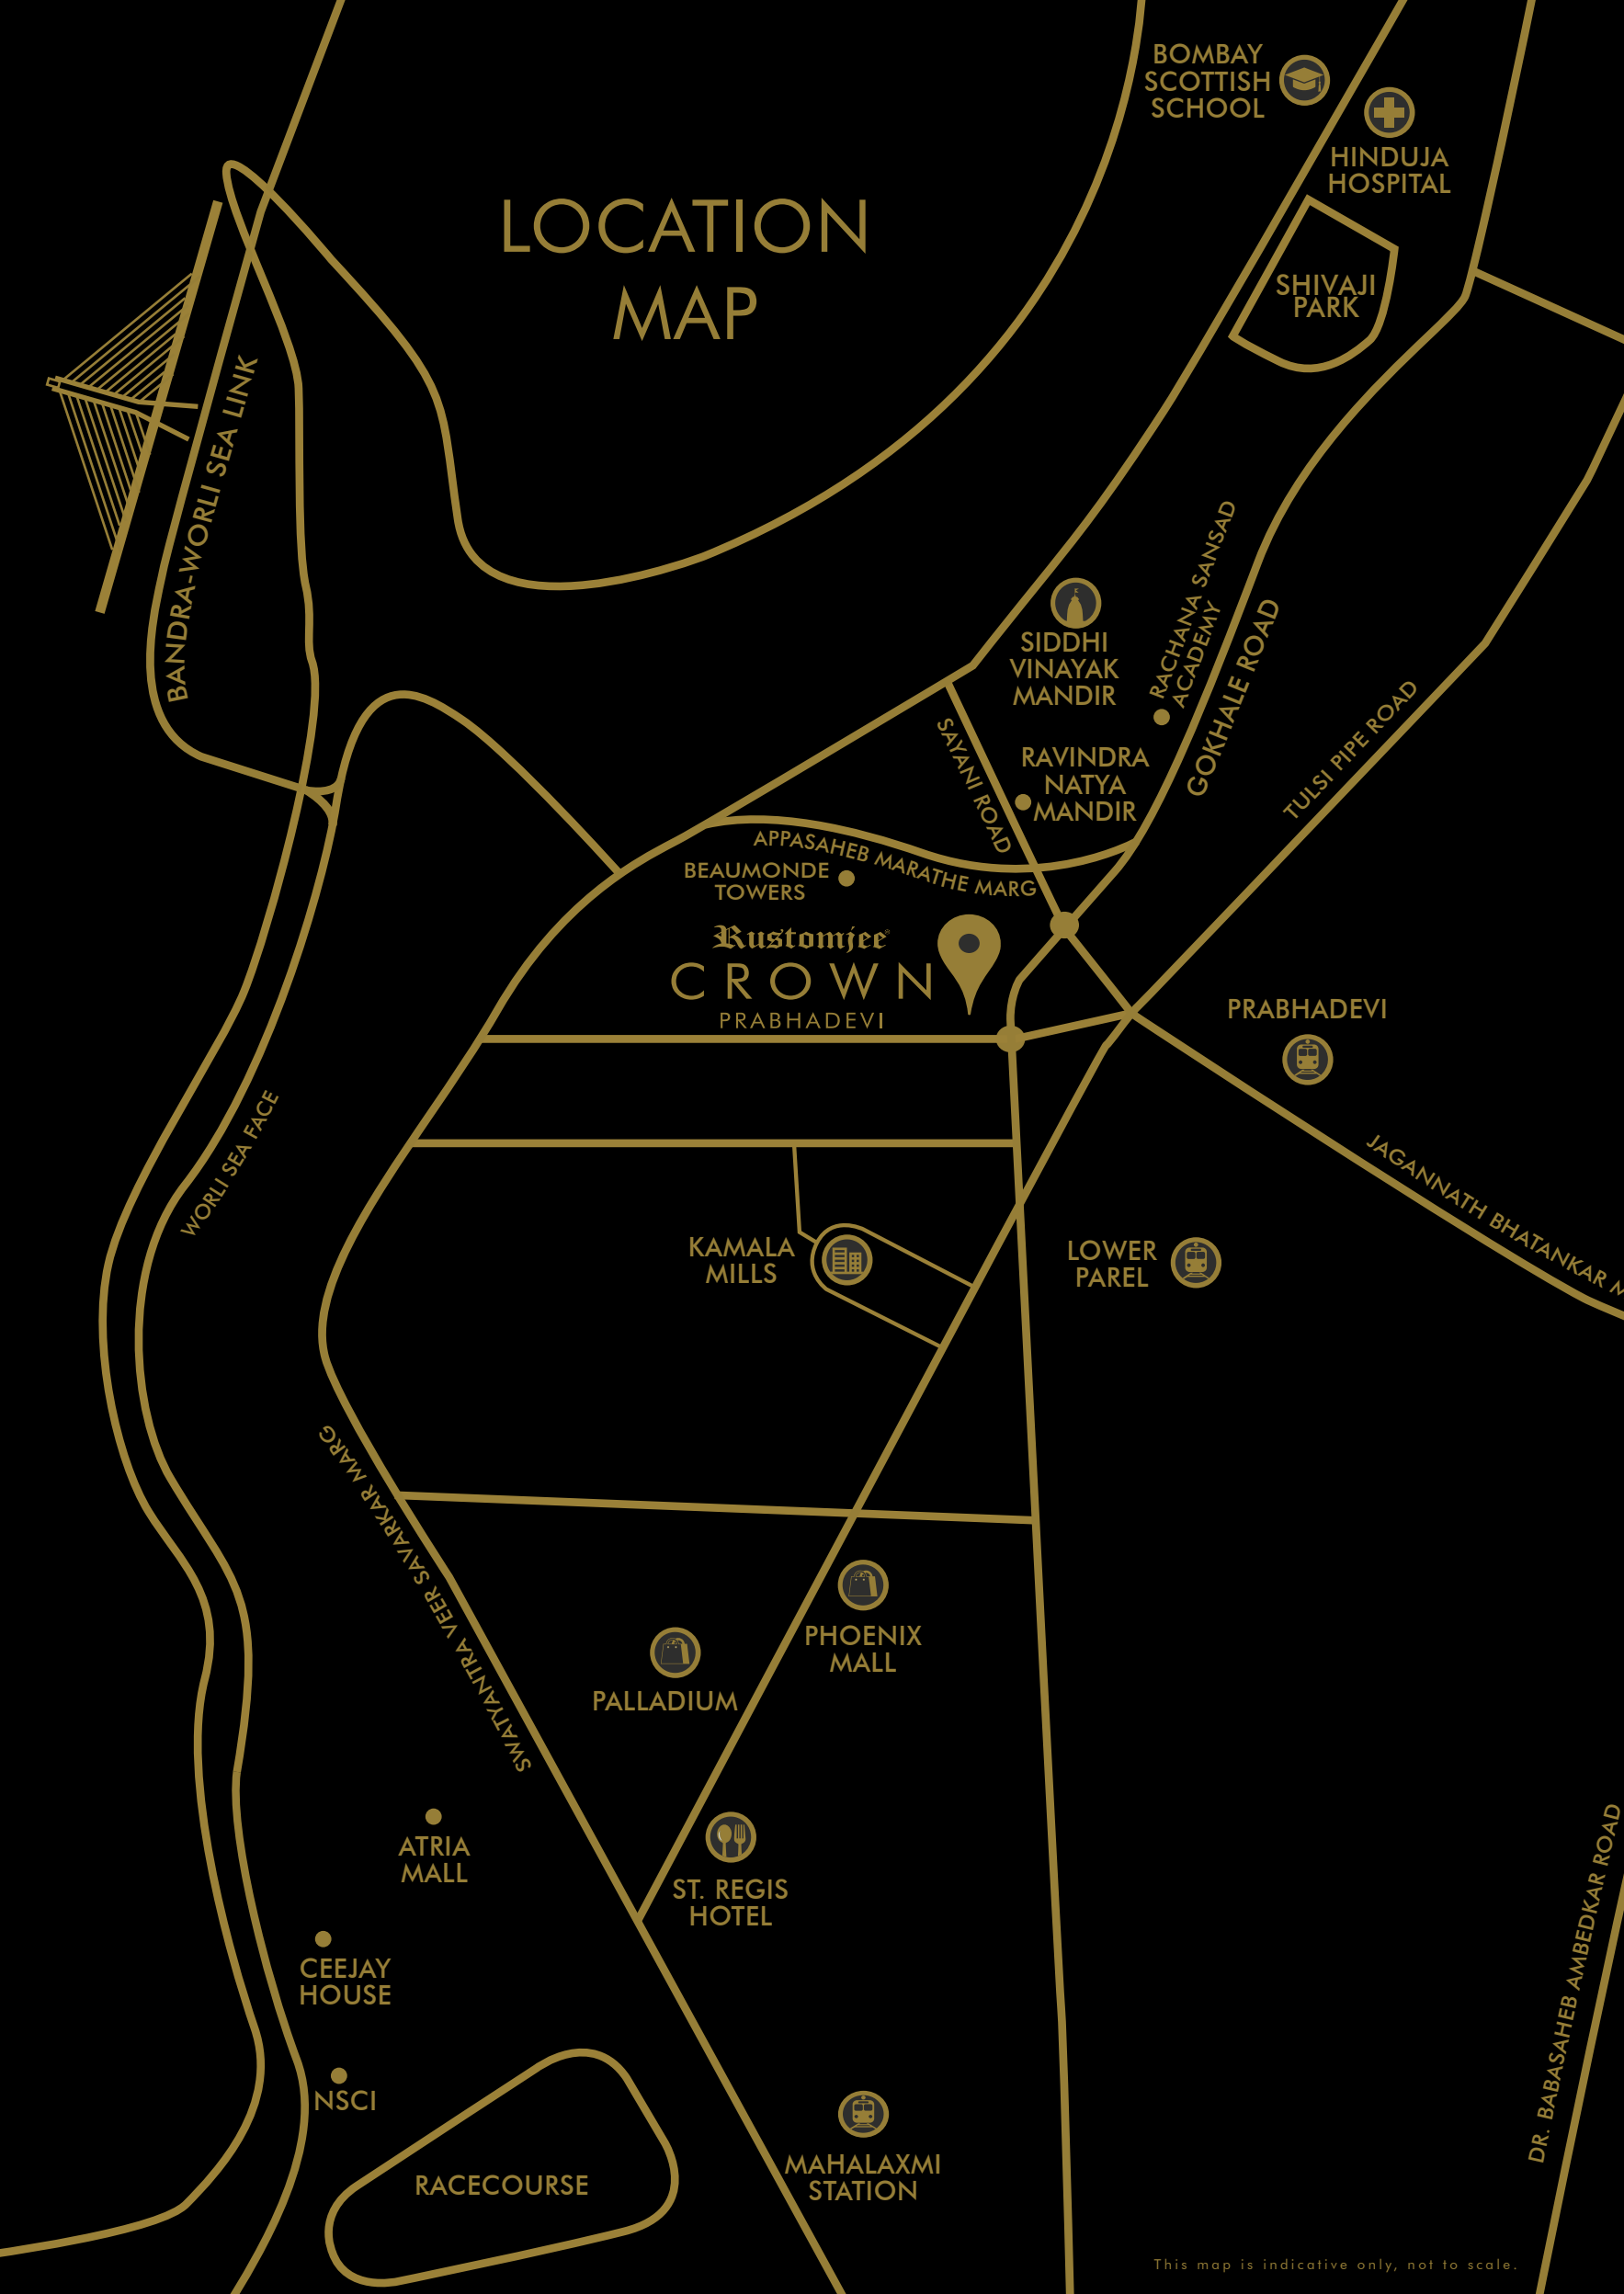 BOMBAY
SCOTTISH
SCHOOL
HINDUJA
HOSPITAL
LOCATION
MAP
SHIVAJI
PARK
BANDRA-WORLI SEA LINK
RACHANA SANSAD
ACADEMY
SIDDHI
VINAYAK
MANDIR
GOKHALE ROAD
TULSI PIPE ROAD
SAYANI ROAD
RAVINDRA
NATYA
MANDIR
APPASAHEB MARATHE MARG
BEAUMONDE
TOWERS
Rustomjee®
CROWN
PRABHADEVI
PRABHADEVI
WORLI SEA FACE
JAGANNATH BHATANKAR M
KAMALA
MILLS
LOWER
PAREL
SWATYANTRA VEER SAVARKAR MARG
PHOENIX
MALL
PALLADIUM
ATRIA
MALL
ST. REGIS
HOTEL
DR. BABASAHEB AMBEDKAR ROAD
CEEJAY
HOUSE
NSCI
MAHALAXMI
STATION
RACECOURSE
This map is indicative only, not to scale.